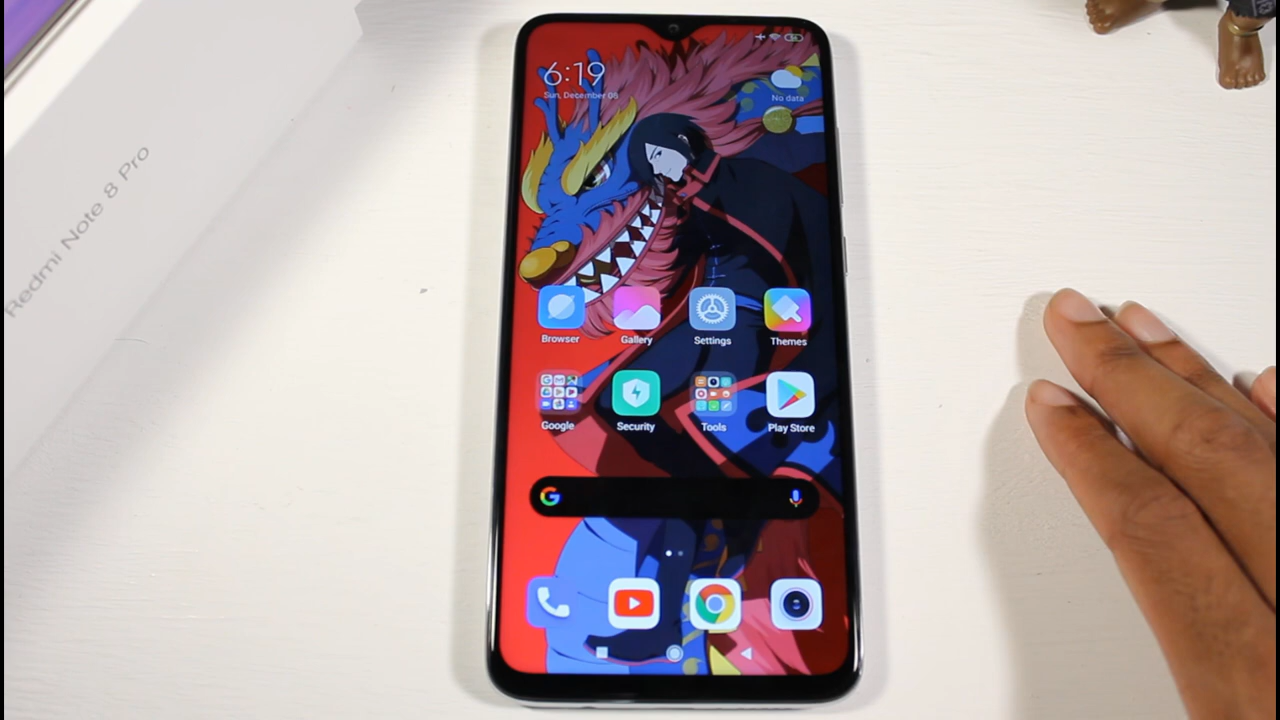 Redmi Note 8 Pro
6:19
Sun, December 08
No data
Browser
Gallery
Settings
Themes
Google
Security
Tools
Play Store